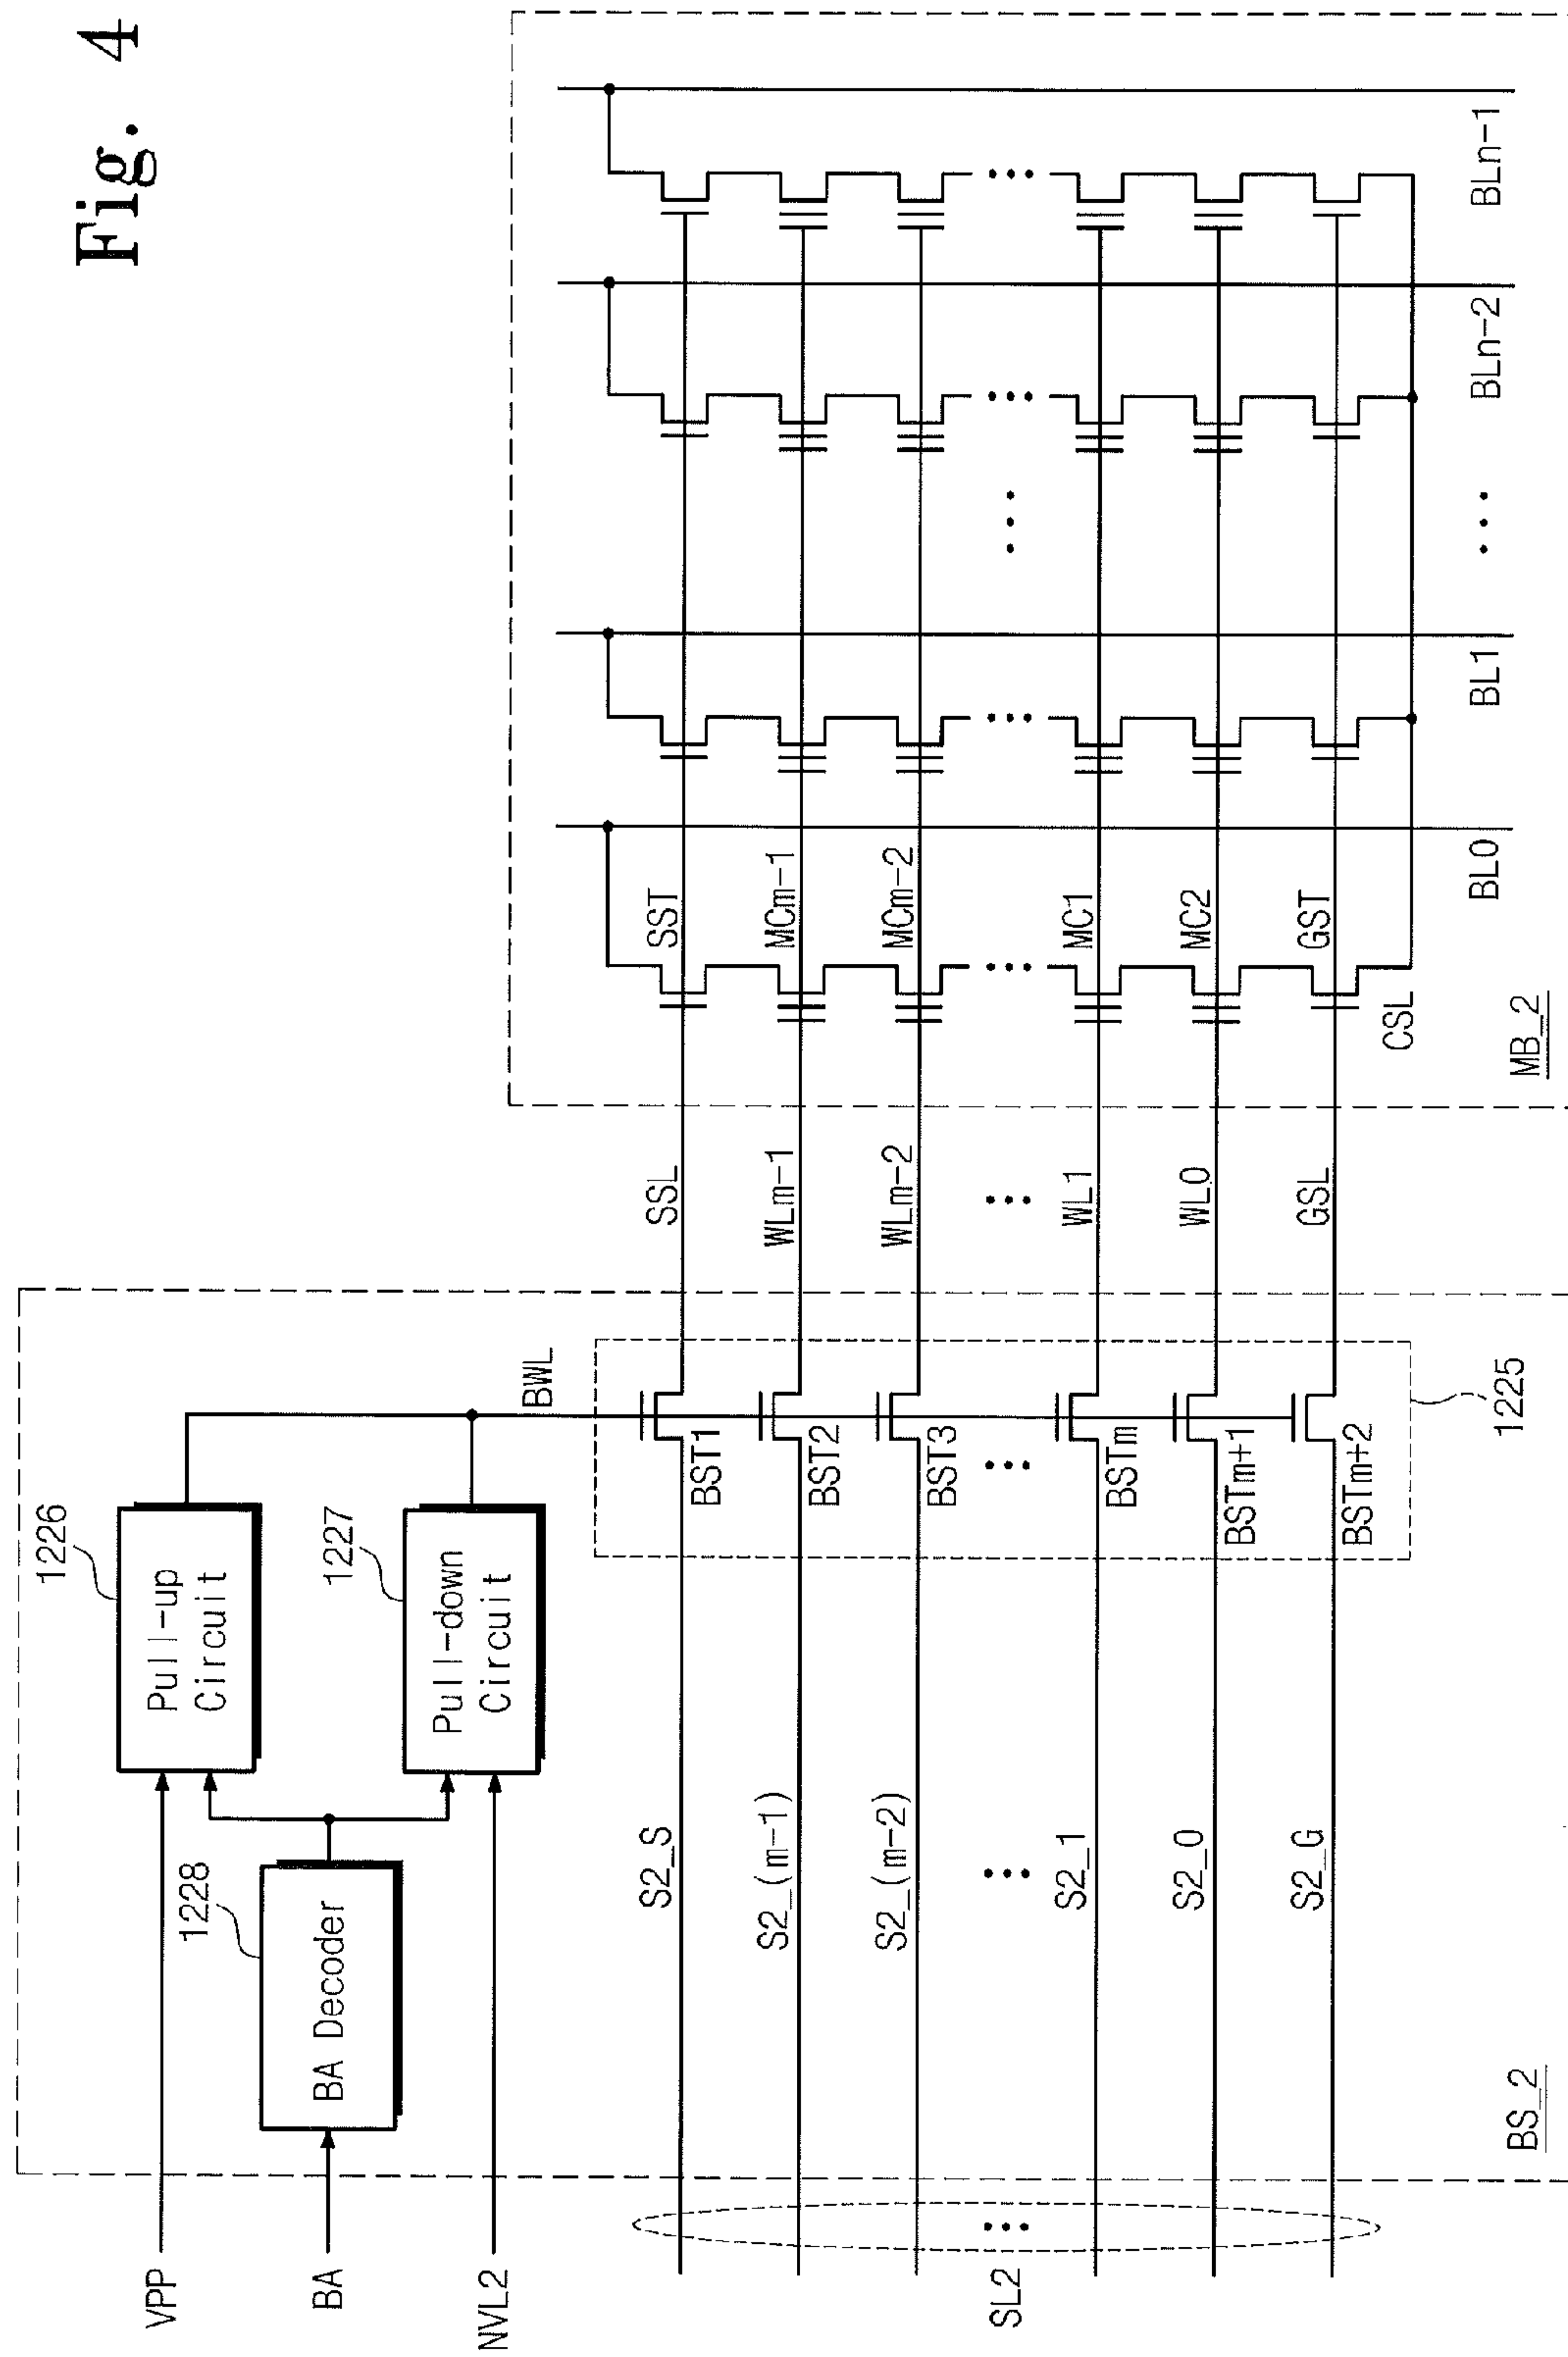 Fig. 4
VPP
BA
NVL2
1226
Pull-up
Circuit
1227
Pull-down
Circuit
1228
BA Decoder
BWL
SL2
S2_S
S2_(m-1)
S2_(m-2)
S2_1
S2_0
S2_G
BST1
BST2
BST3
BSTm
BSTm+1
BSTm+2
1225
BS_2
SSL
WLm-1
WLm-2
WL1
WL0
GSL
SST
MCm-1
MCm-2
MC1
MC2
GST
CSL
BL0
BL1
BLn-2
BLn-1
MB_2